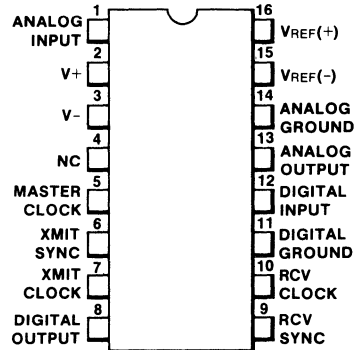 1
ANALOG
INPUT
2
V+
3
V-
4
NC
5
MASTER
CLOCK
6
XMIT
SYNC
7
XMIT
CLOCK
8
DIGITAL
OUTPUT
16
VREF(+)
15
VREF(-)
14
ANALOG
GROUND
13
ANALOG
OUTPUT
12
DIGITAL
INPUT
11
DIGITAL
GROUND
10
RCV
CLOCK
9
RCV
SYNC